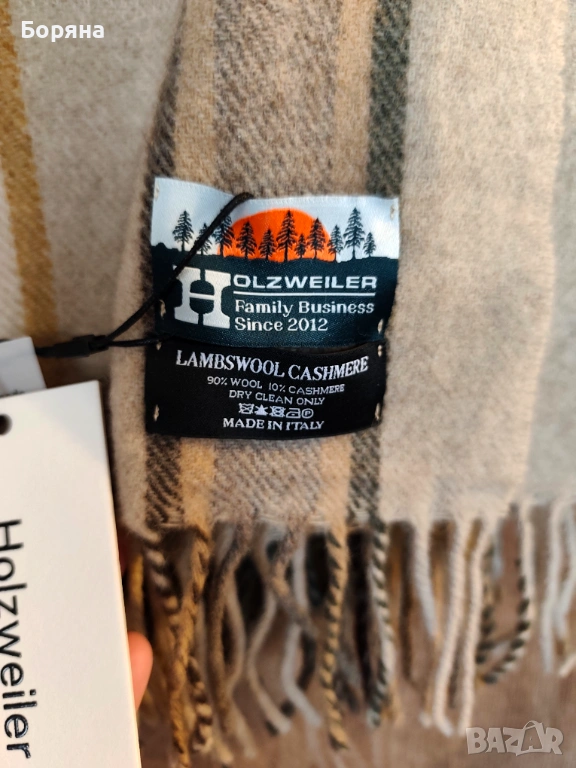 Боряна
HOLZWEILER
Family Business
Since 2012
LAMBSWOOL CASHMERE
90% WOOL 10% CASHMERE
DRY CLEAN ONLY
MADE IN ITALY
Holzweiler
BAZAR